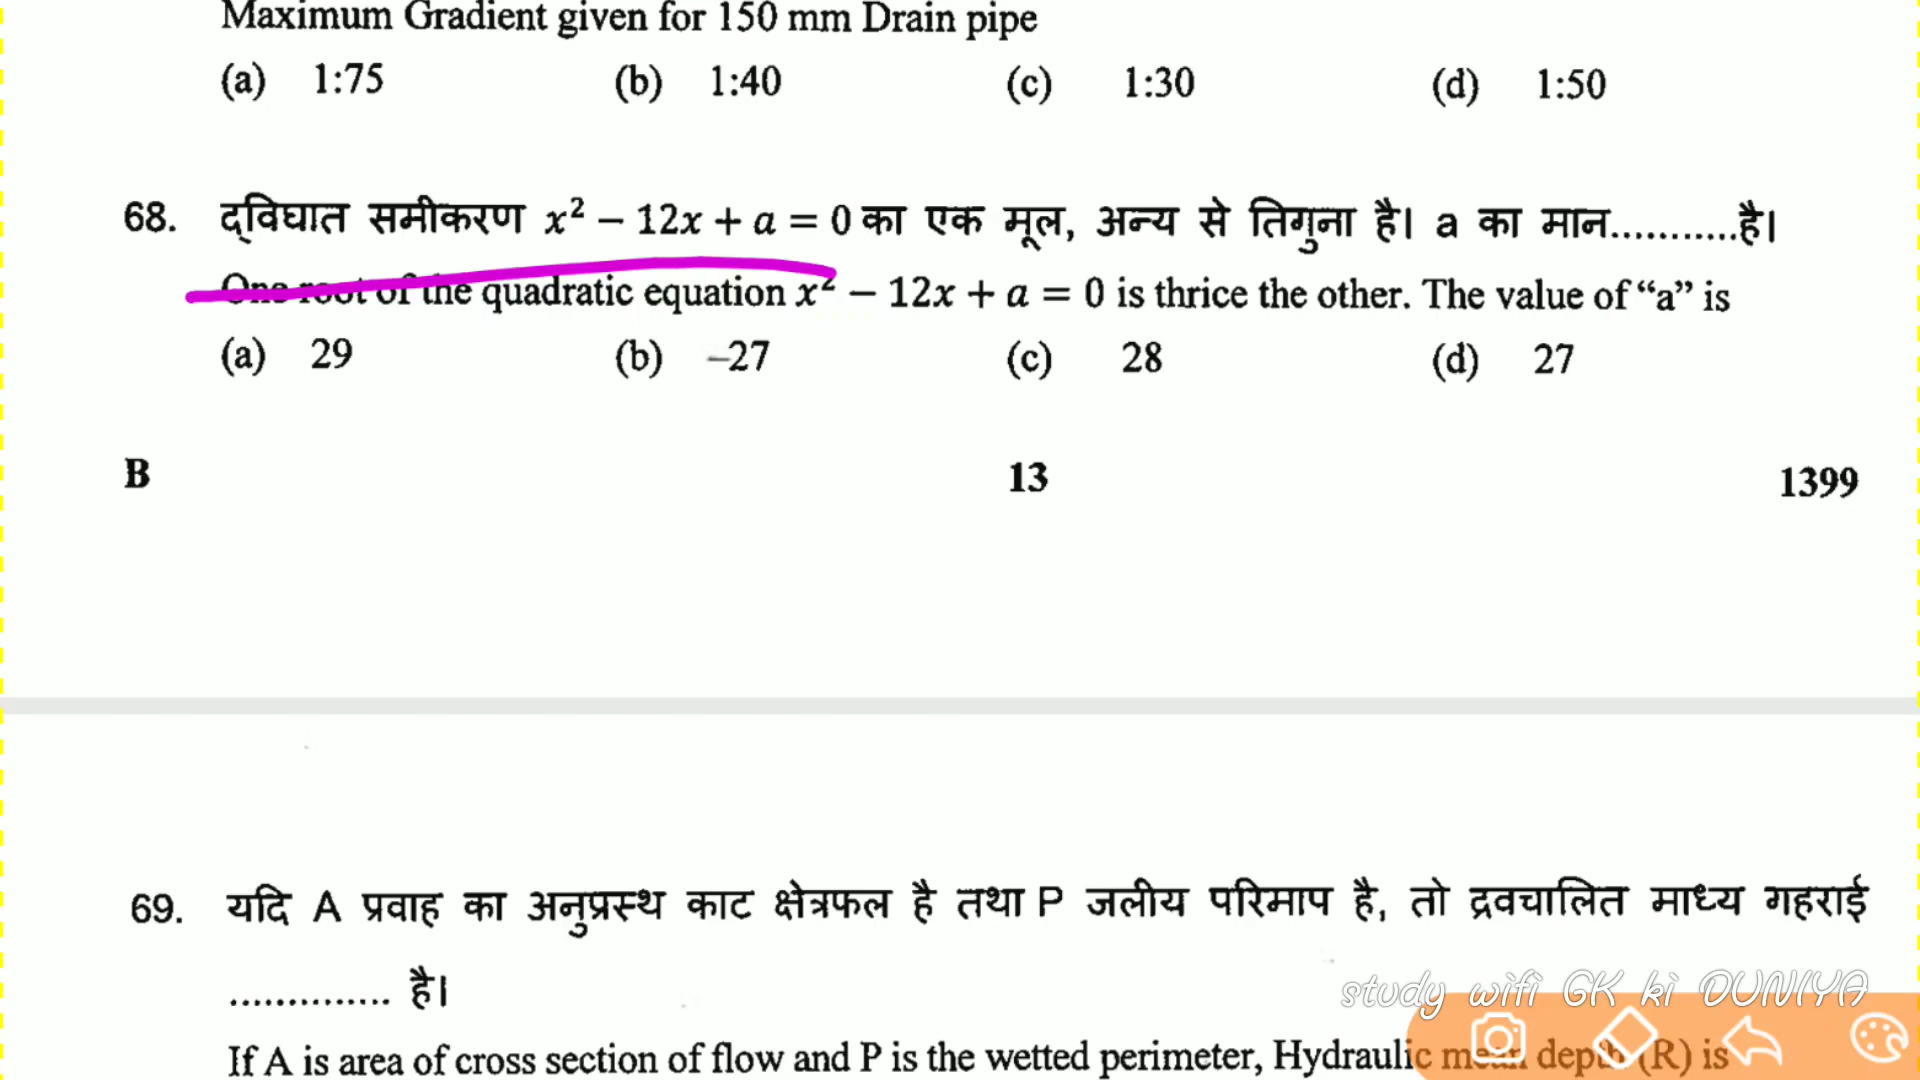 Maximum Gradient given for 150 mm Drain pipe
(a) 1:75 (b) 1:40 (c) 1:30 (d) 1:50
68. द्विघात समीकरण x² − 12x + a = 0 का एक मूल, अन्य से तिगुना है। a का मान...........है।
One root of the quadratic equation x² − 12x + a = 0 is thrice the other. The value of “a” is
(a) 29 (b) –27 (c) 28 (d) 27
B 13 1399
69. यदि A प्रवाह का अनुप्रस्थ काट क्षेत्रफल है तथा P जलीय परिमाप है, तो द्रवचालित माध्य गहराई
.............. है।
study wifi GK ki DUNIYA
If A is area of cross section of flow and P is the wetted perimeter, Hydraulic mean depth (R) is